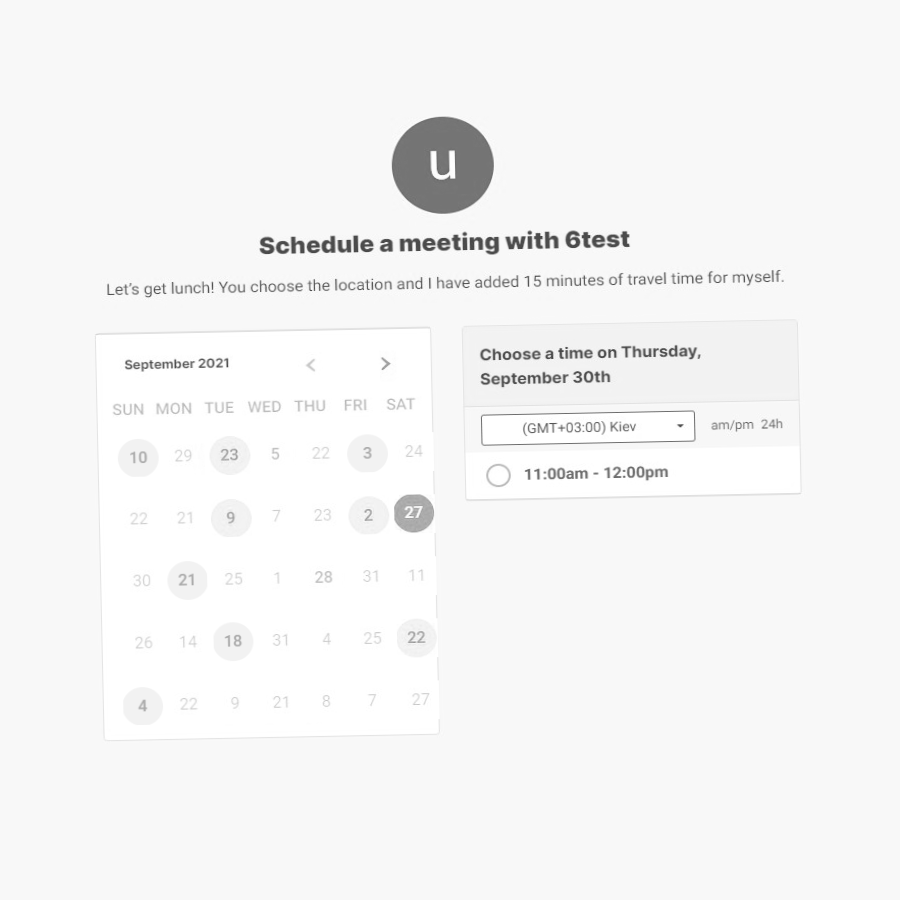 u
Schedule a meeting with 6test
Let's get lunch! You choose the location and I have added 15 minutes of travel time for myself.
September 2021
SUN MON TUE WED THU FRI SAT
10 29 23 5 22 3 24
22 21 9 7 23 2 27
30 21 25 1 28 31 11
26 14 18 31 4 25 22
4 22 9 21 8 7 27
Choose a time on Thursday,
September 30th
(GMT+03:00) Kiev am/pm 24h
11:00am - 12:00pm